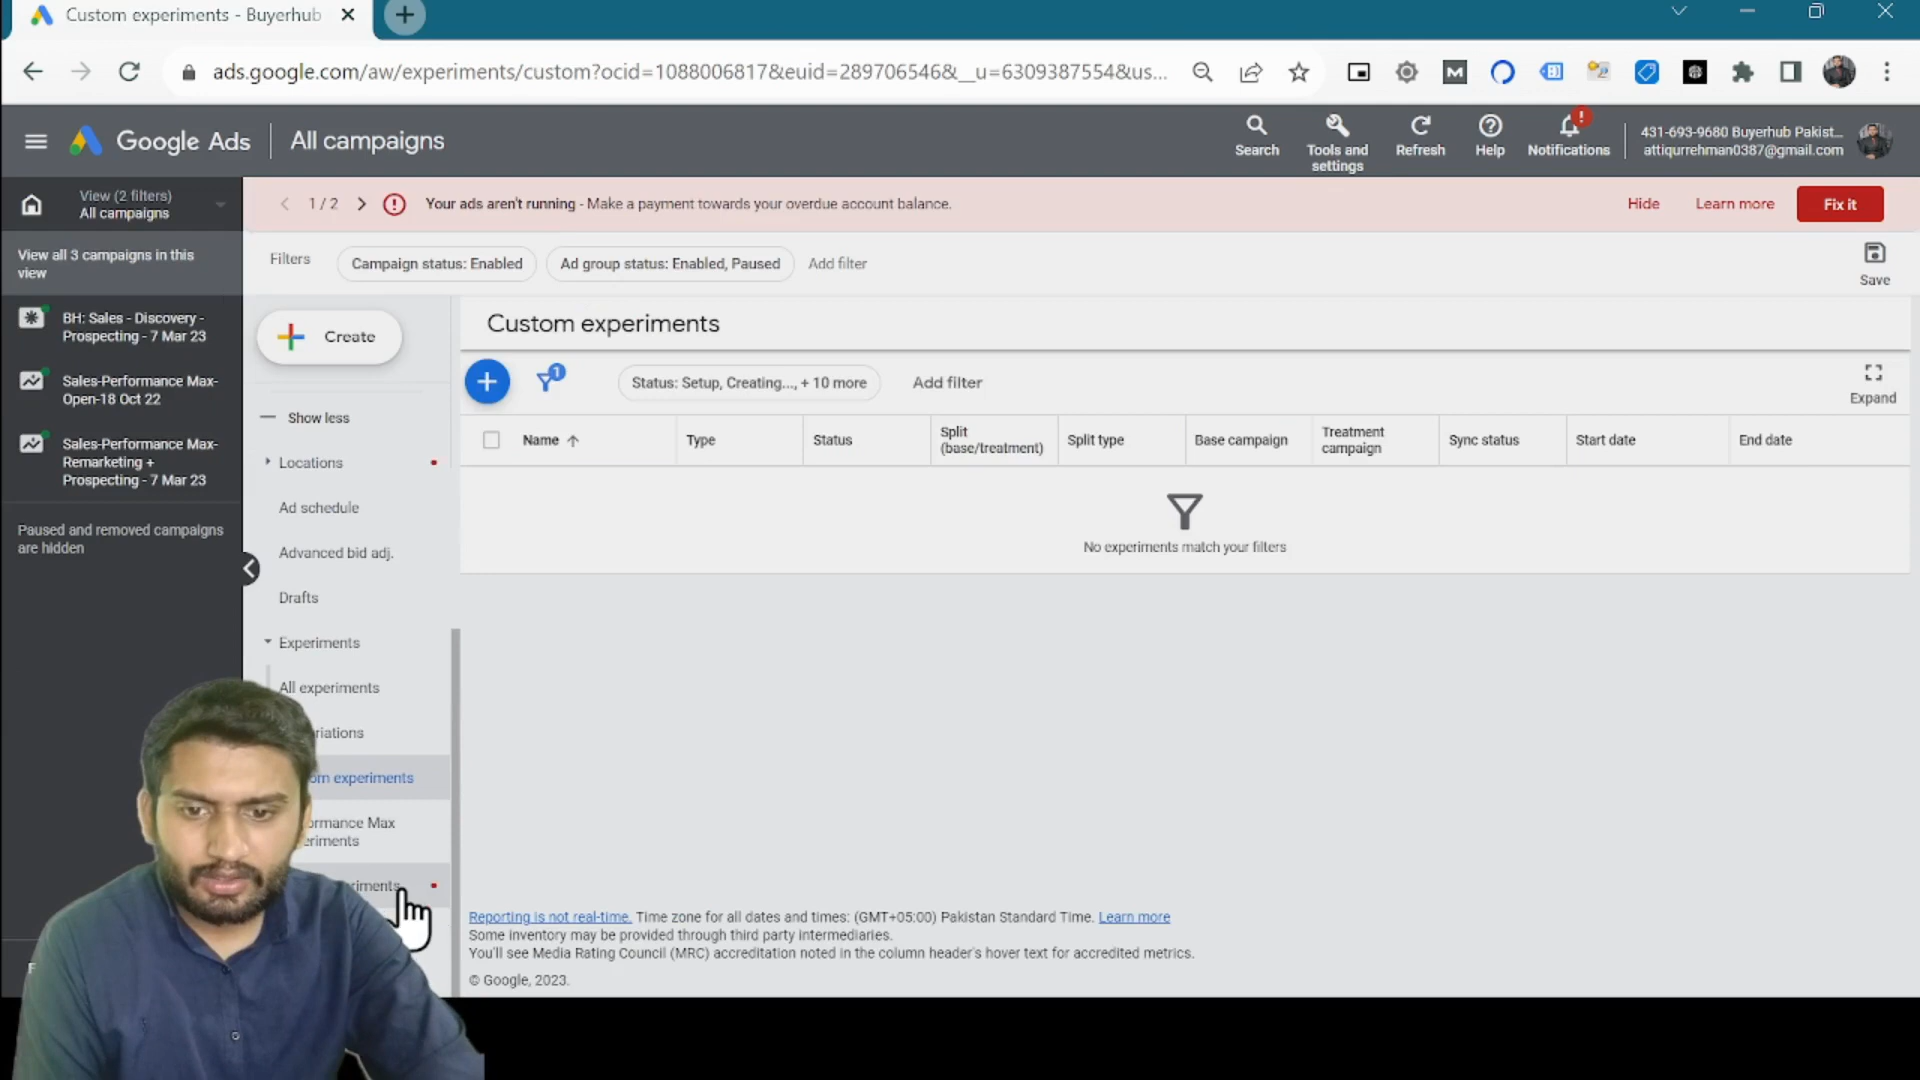 Custom experiments - Buyerhub
ads.google.com/aw/experiments/custom?ocid=1088006817&euid=289706546&__u=6309387554&us...
Google Ads
All campaigns
Search
Tools and settings
Refresh
Help
Notifications
431-693-9680 Buyerhub Pakist...
attiqurrehman0387@gmail.com
View (2 filters)
All campaigns
1 / 2
Your ads aren't running - Make a payment towards your overdue account balance.
Hide
Learn more
Fix it
View all 3 campaigns in this
view
Filters
Campaign status: Enabled
Ad group status: Enabled, Paused
Add filter
Save
BH: Sales - Discovery -
Prospecting - 7 Mar 23
Sales-Performance Max-
Open-18 Oct 22
Sales-Performance Max-
Remarketing +
Prospecting - 7 Mar 23
Paused and removed campaigns
are hidden
Create
Show less
Locations
Ad schedule
Advanced bid adj.
Drafts
Experiments
All experiments
riations
om experiments
ormance Max
eriments
riments
Custom experiments
1
Status: Setup, Creating..., + 10 more
Add filter
Expand
Name
Type
Status
Split
(base/treatment)
Split type
Base campaign
Treatment
campaign
Sync status
Start date
End date
No experiments match your filters
Reporting is not real-time. Time zone for all dates and times: (GMT+05:00) Pakistan Standard Time. Learn more
Some inventory may be provided through third party intermediaries.
You'll see Media Rating Council (MRC) accreditation noted in the column header's hover text for accredited metrics.
© Google, 2023.